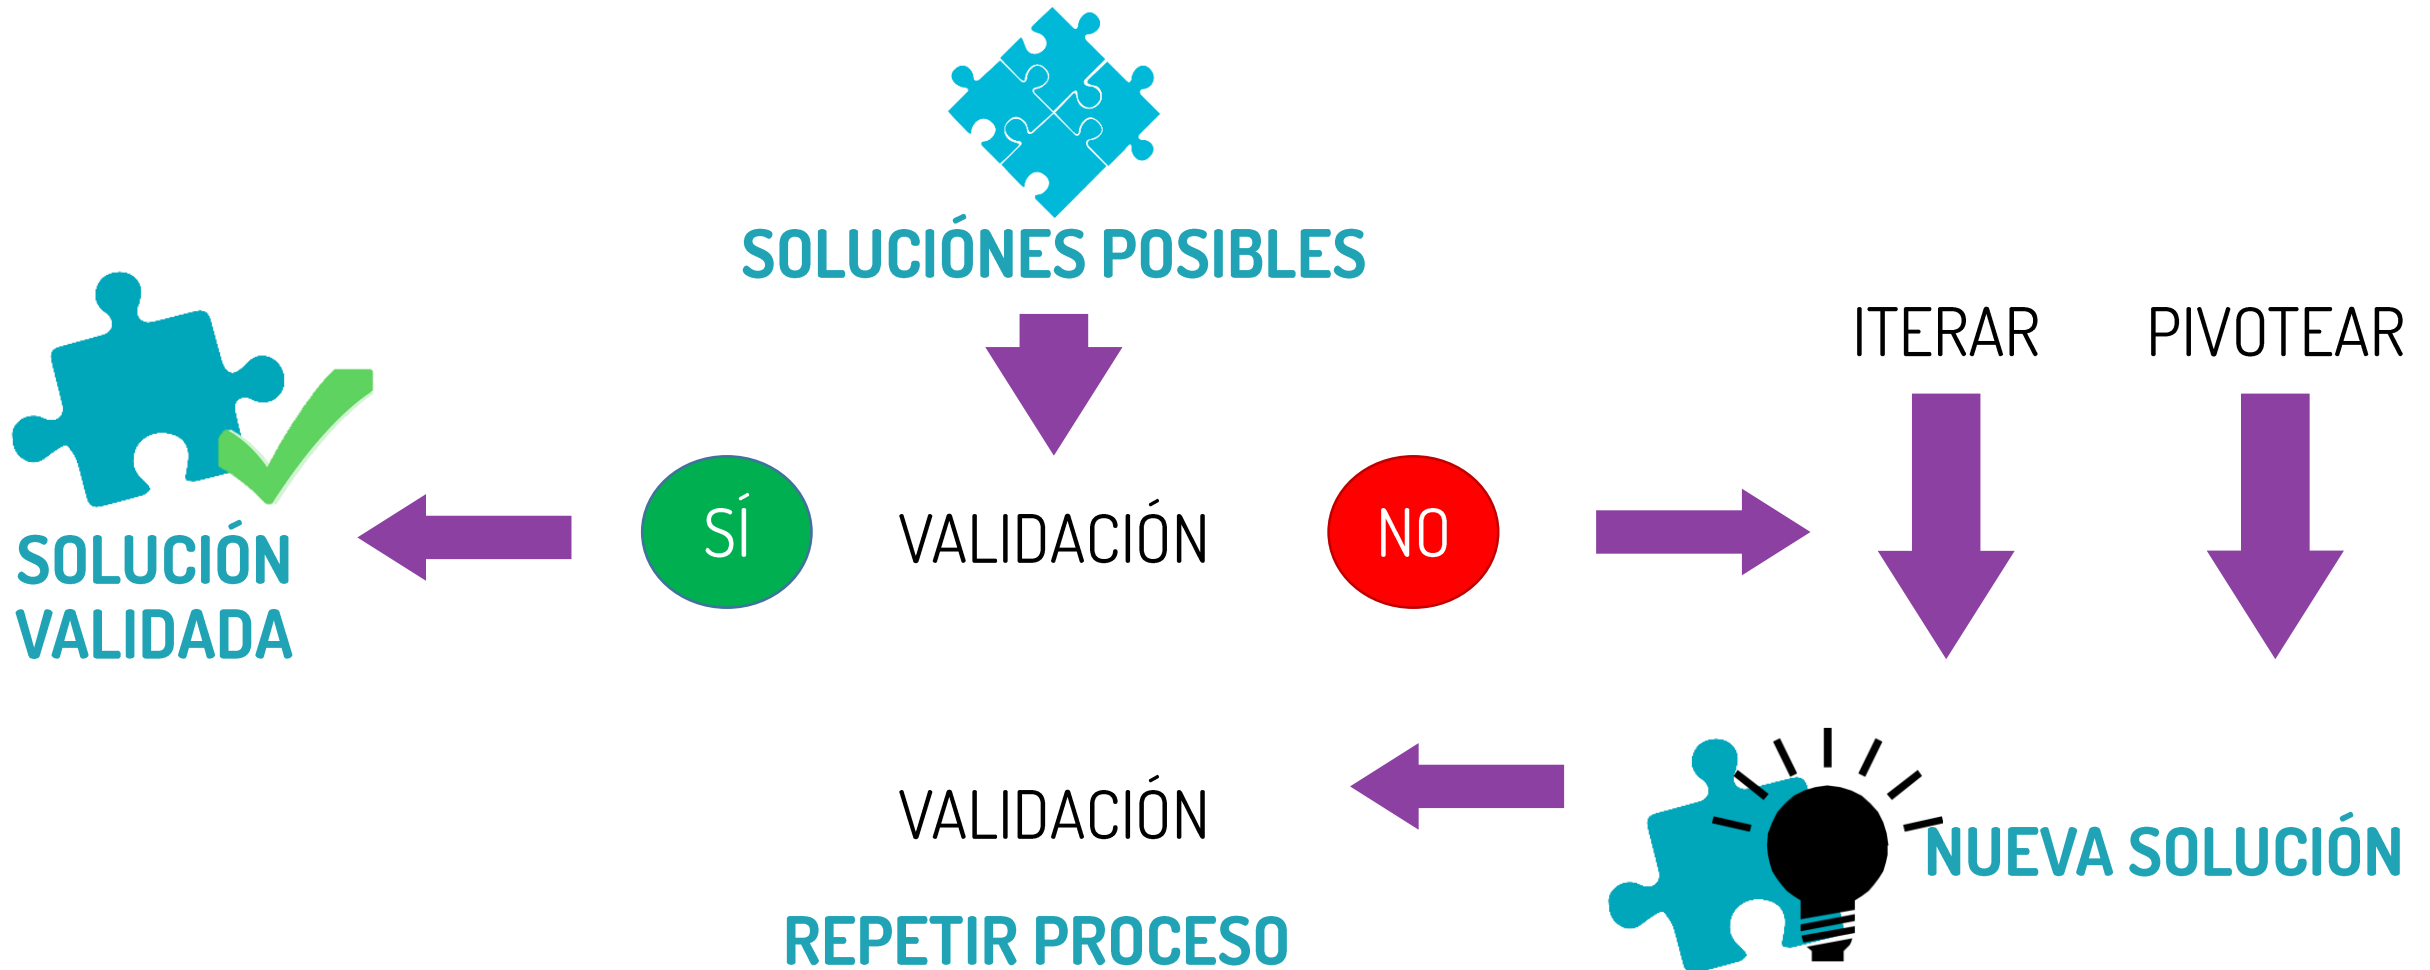 SOLUCIÓNES POSIBLES
ITERAR
PIVOTEAR
SÍ
VALIDACIÓN
NO
SOLUCIÓN
VALIDADA
VALIDACIÓN
NUEVA SOLUCIÓN
REPETIR PROCESO